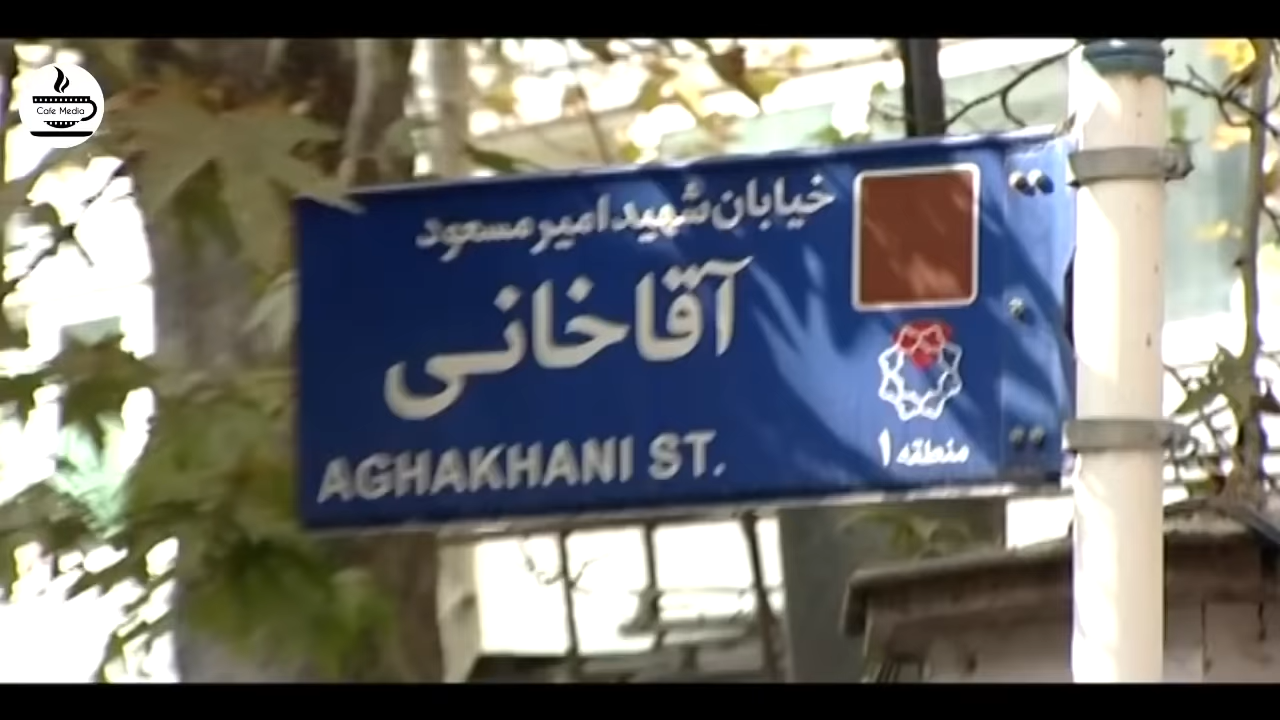 Cafe Media
خیابان شهید امیر مسعود
آقاخانی
AGHAKHANI ST.
منطقه ۱